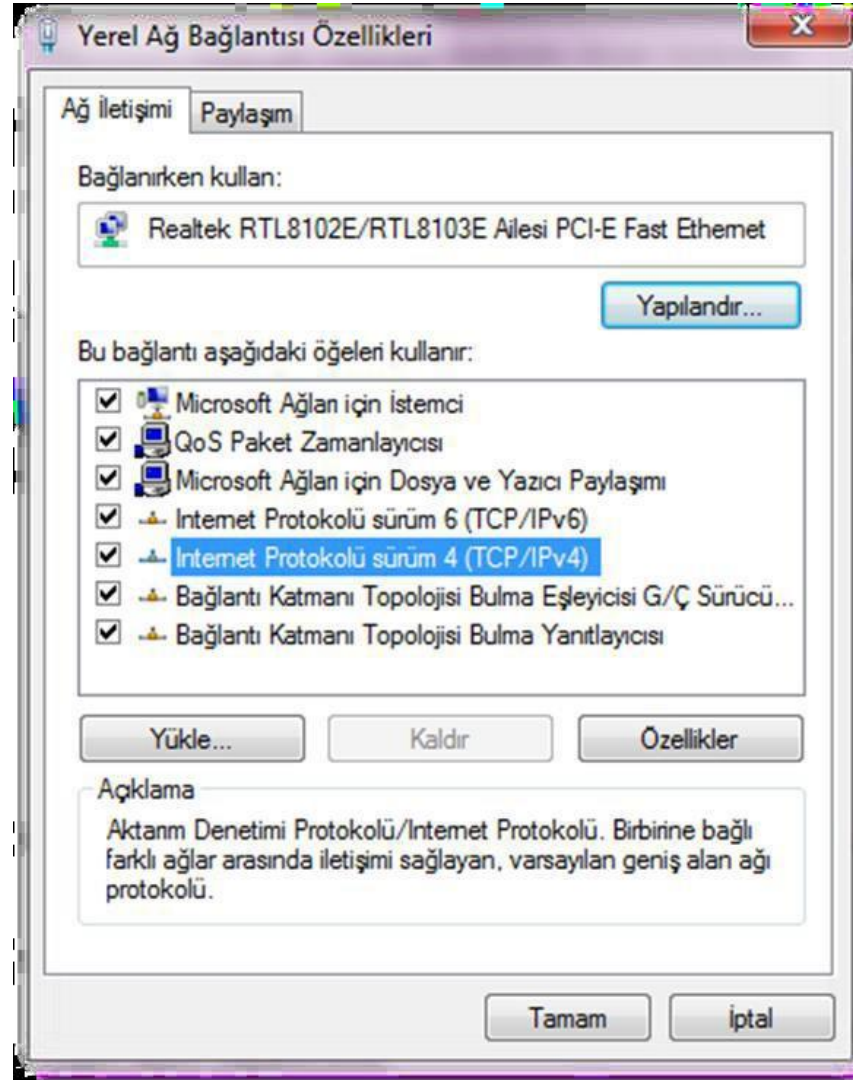 Yerel Ağ Bağlantısı Özellikleri
Ağ İletişimi
Paylaşım
Bağlanırken kullan:
Realtek RTL8102E/RTL8103E Ailesi PCI-E Fast Ethernet
Yapılandır...
Bu bağlantı aşağıdaki öğeleri kullanır:
Microsoft Ağları için İstemci
QoS Paket Zamanlayıcısı
Microsoft Ağları için Dosya ve Yazıcı Paylaşımı
Internet Protokolü sürüm 6 (TCP/IPv6)
Internet Protokolü sürüm 4 (TCP/IPv4)
Bağlantı Katmanı Topolojisi Bulma Eşleyicisi G/Ç Sürücü...
Bağlantı Katmanı Topolojisi Bulma Yanıtlayıcısı
Yükle...
Kaldır
Özellikler
Açıklama
Aktarım Denetimi Protokolü/Internet Protokolü. Birbirine bağlı
farklı ağlar arasında iletişimi sağlayan, varsayılan geniş alan ağı
protokolü.
Tamam
İptal